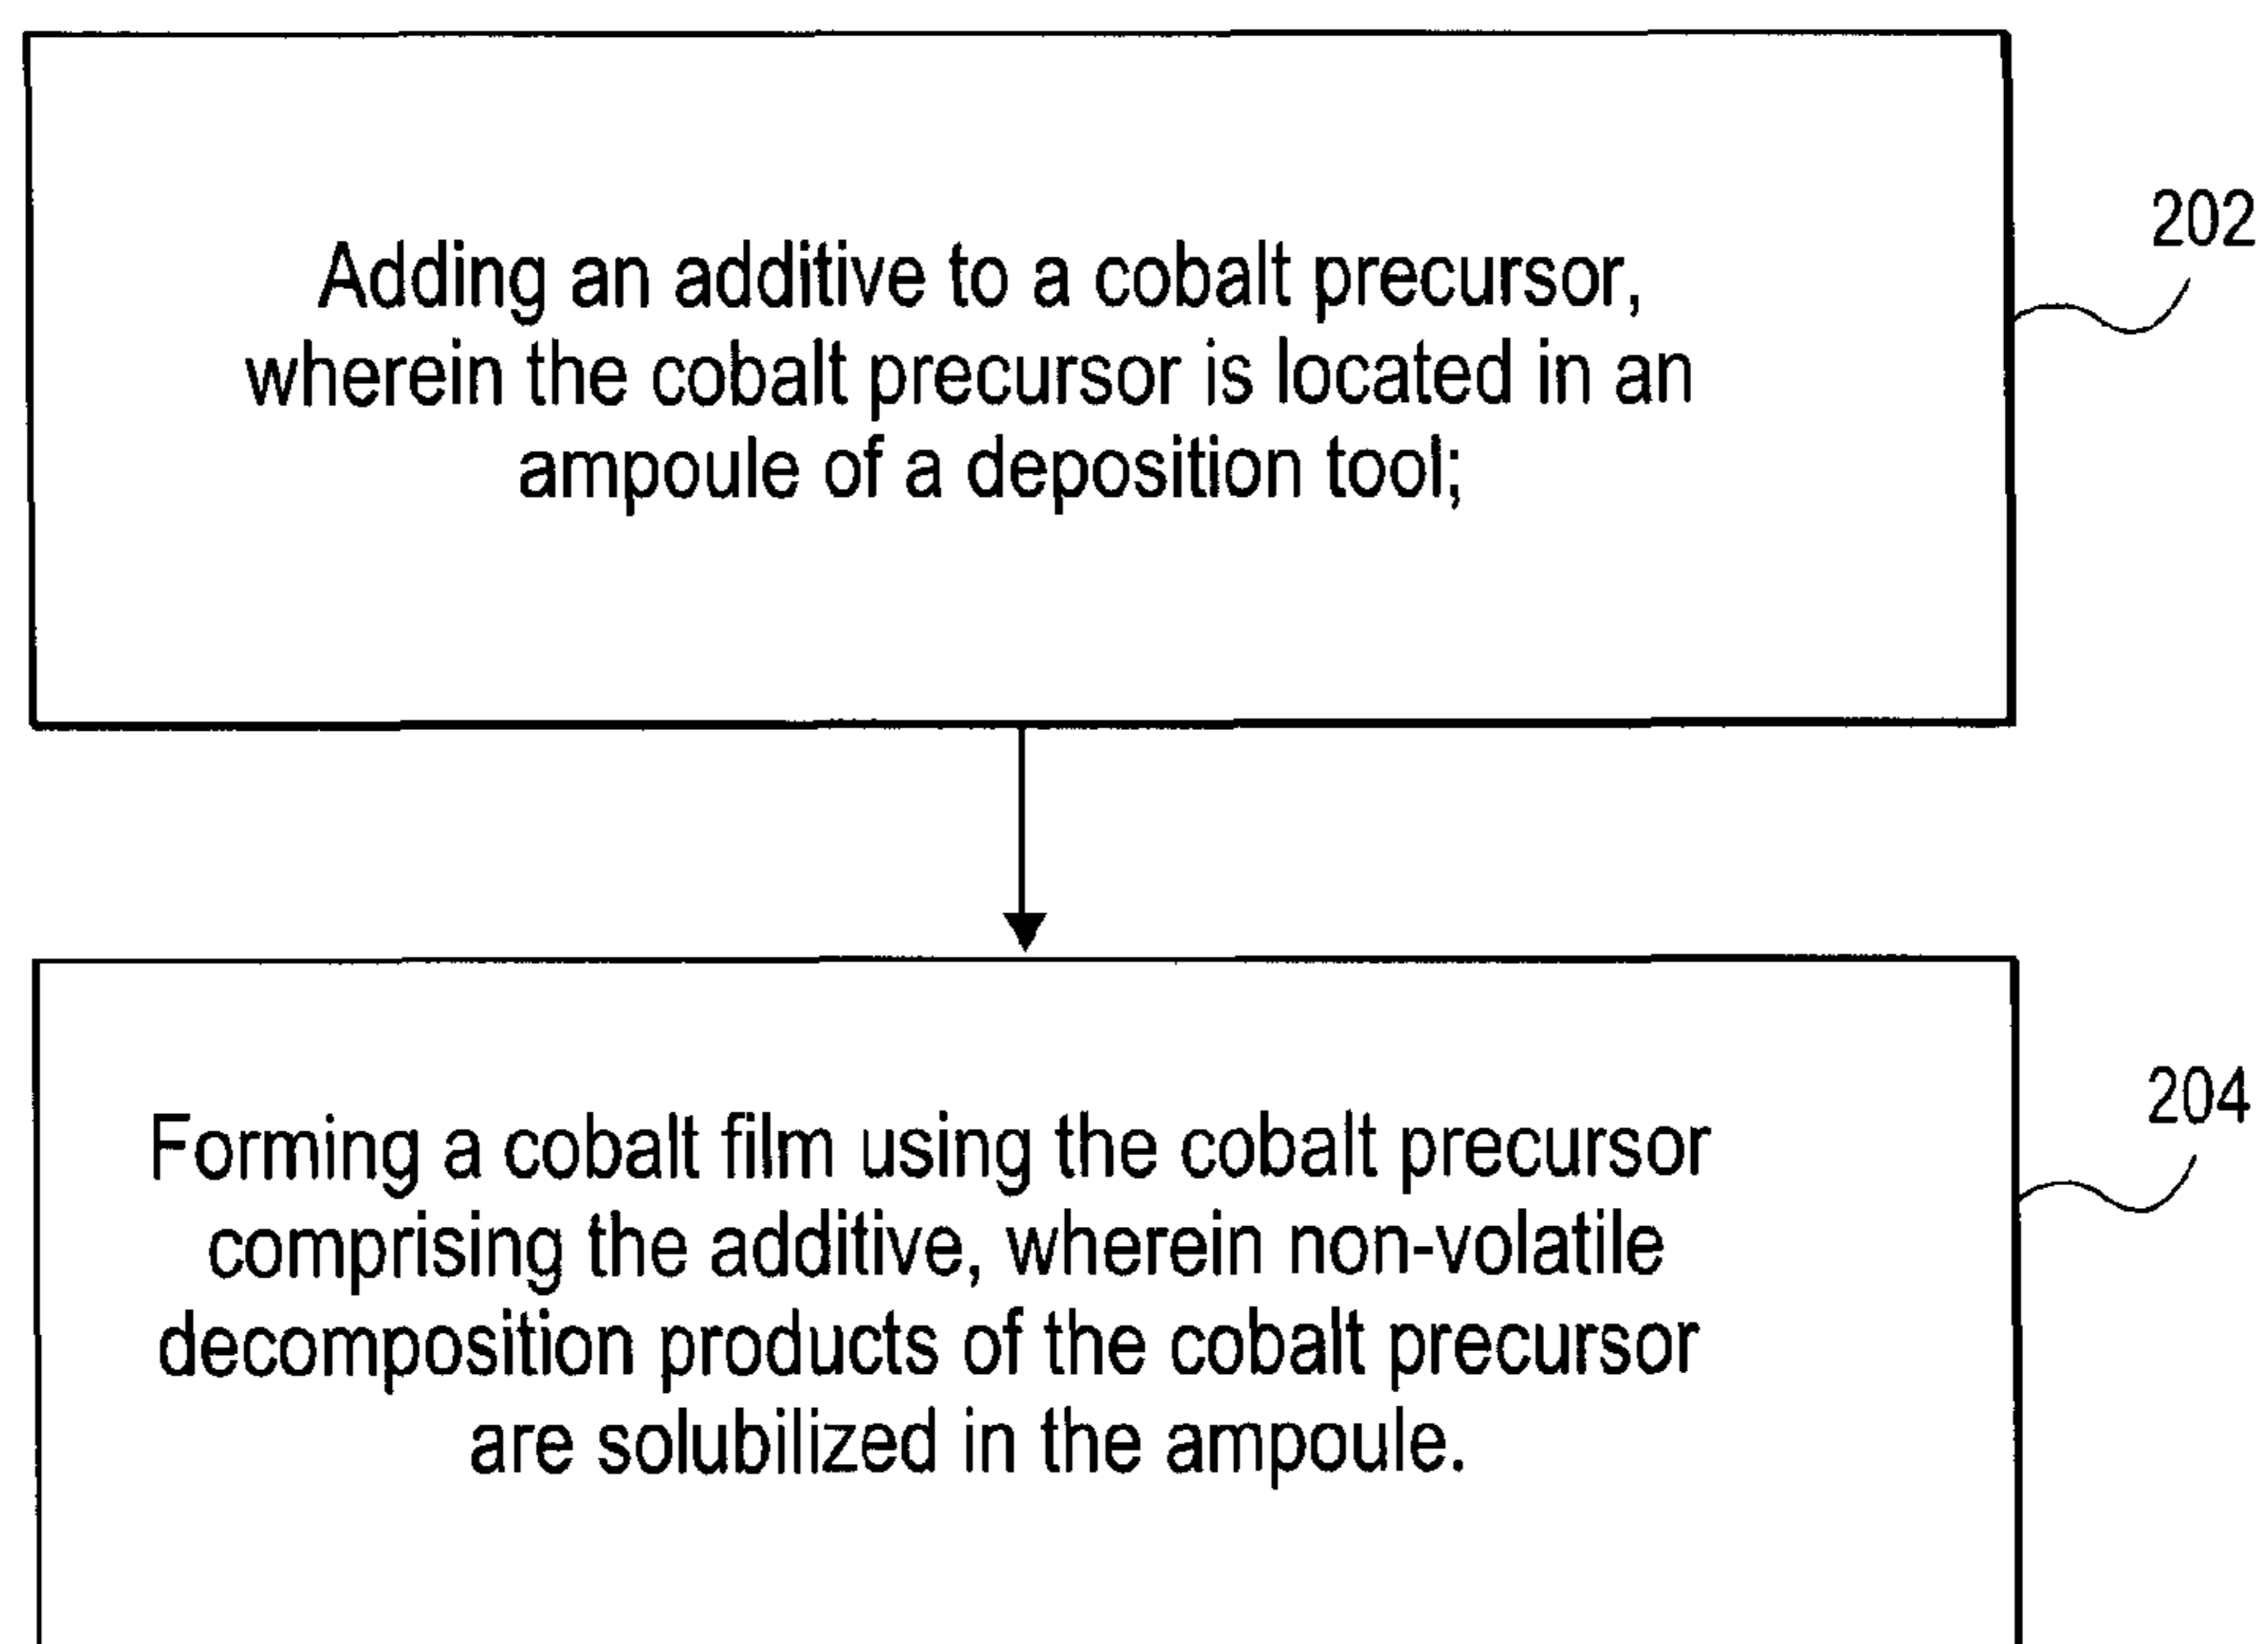 202
Adding an additive to a cobalt precursor,
wherein the cobalt precursor is located in an
ampoule of a deposition tool;
204
Forming a cobalt film using the cobalt precursor
comprising the additive, wherein non-volatile
decomposition products of the cobalt precursor
are solubilized in the ampoule.